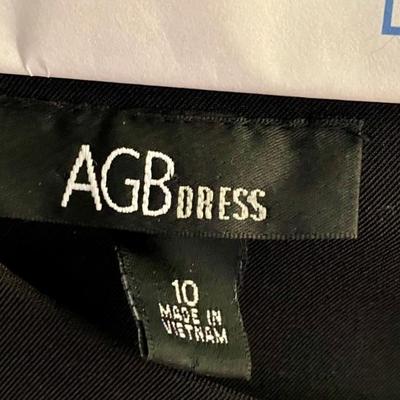 AGB DRESS
10
MADE IN
VIETNAM